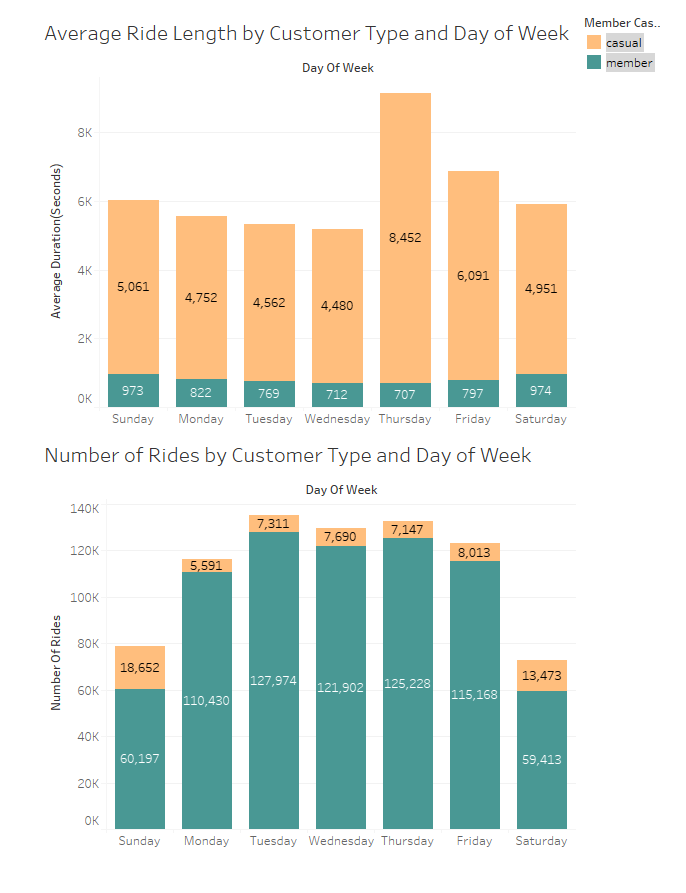 Average Ride Length by Customer Type and Day of Week
Member Cas..
casual
member
Day Of Week
Average Duration(Seconds)
8K
6K
4K
2K
0K
5,061
4,752
4,562
4,480
8,452
6,091
4,951
973
822
769
712
707
797
974
Sunday Monday Tuesday Wednesday Thursday Friday Saturday
Number of Rides by Customer Type and Day of Week
Day Of Week
Number Of Rides
140K
120K
100K
80K
60K
40K
20K
0K
18,652
5,591
7,311
7,690
7,147
8,013
13,473
60,197
110,430
127,974
121,902
125,228
115,168
59,413
Sunday Monday Tuesday Wednesday Thursday Friday Saturday